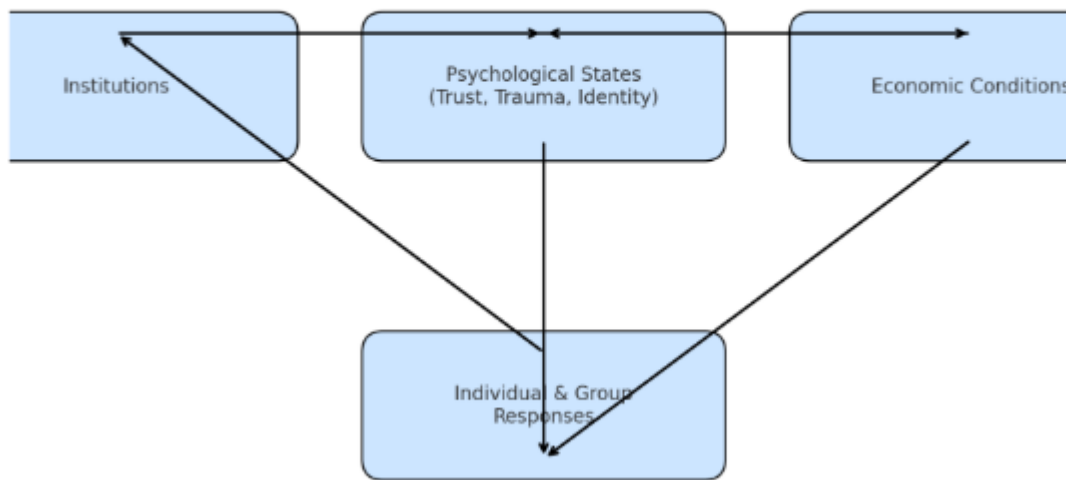 Institutions
Psychological States
(Trust, Trauma, Identity)
Economic Conditions
Individual & Group
Responses